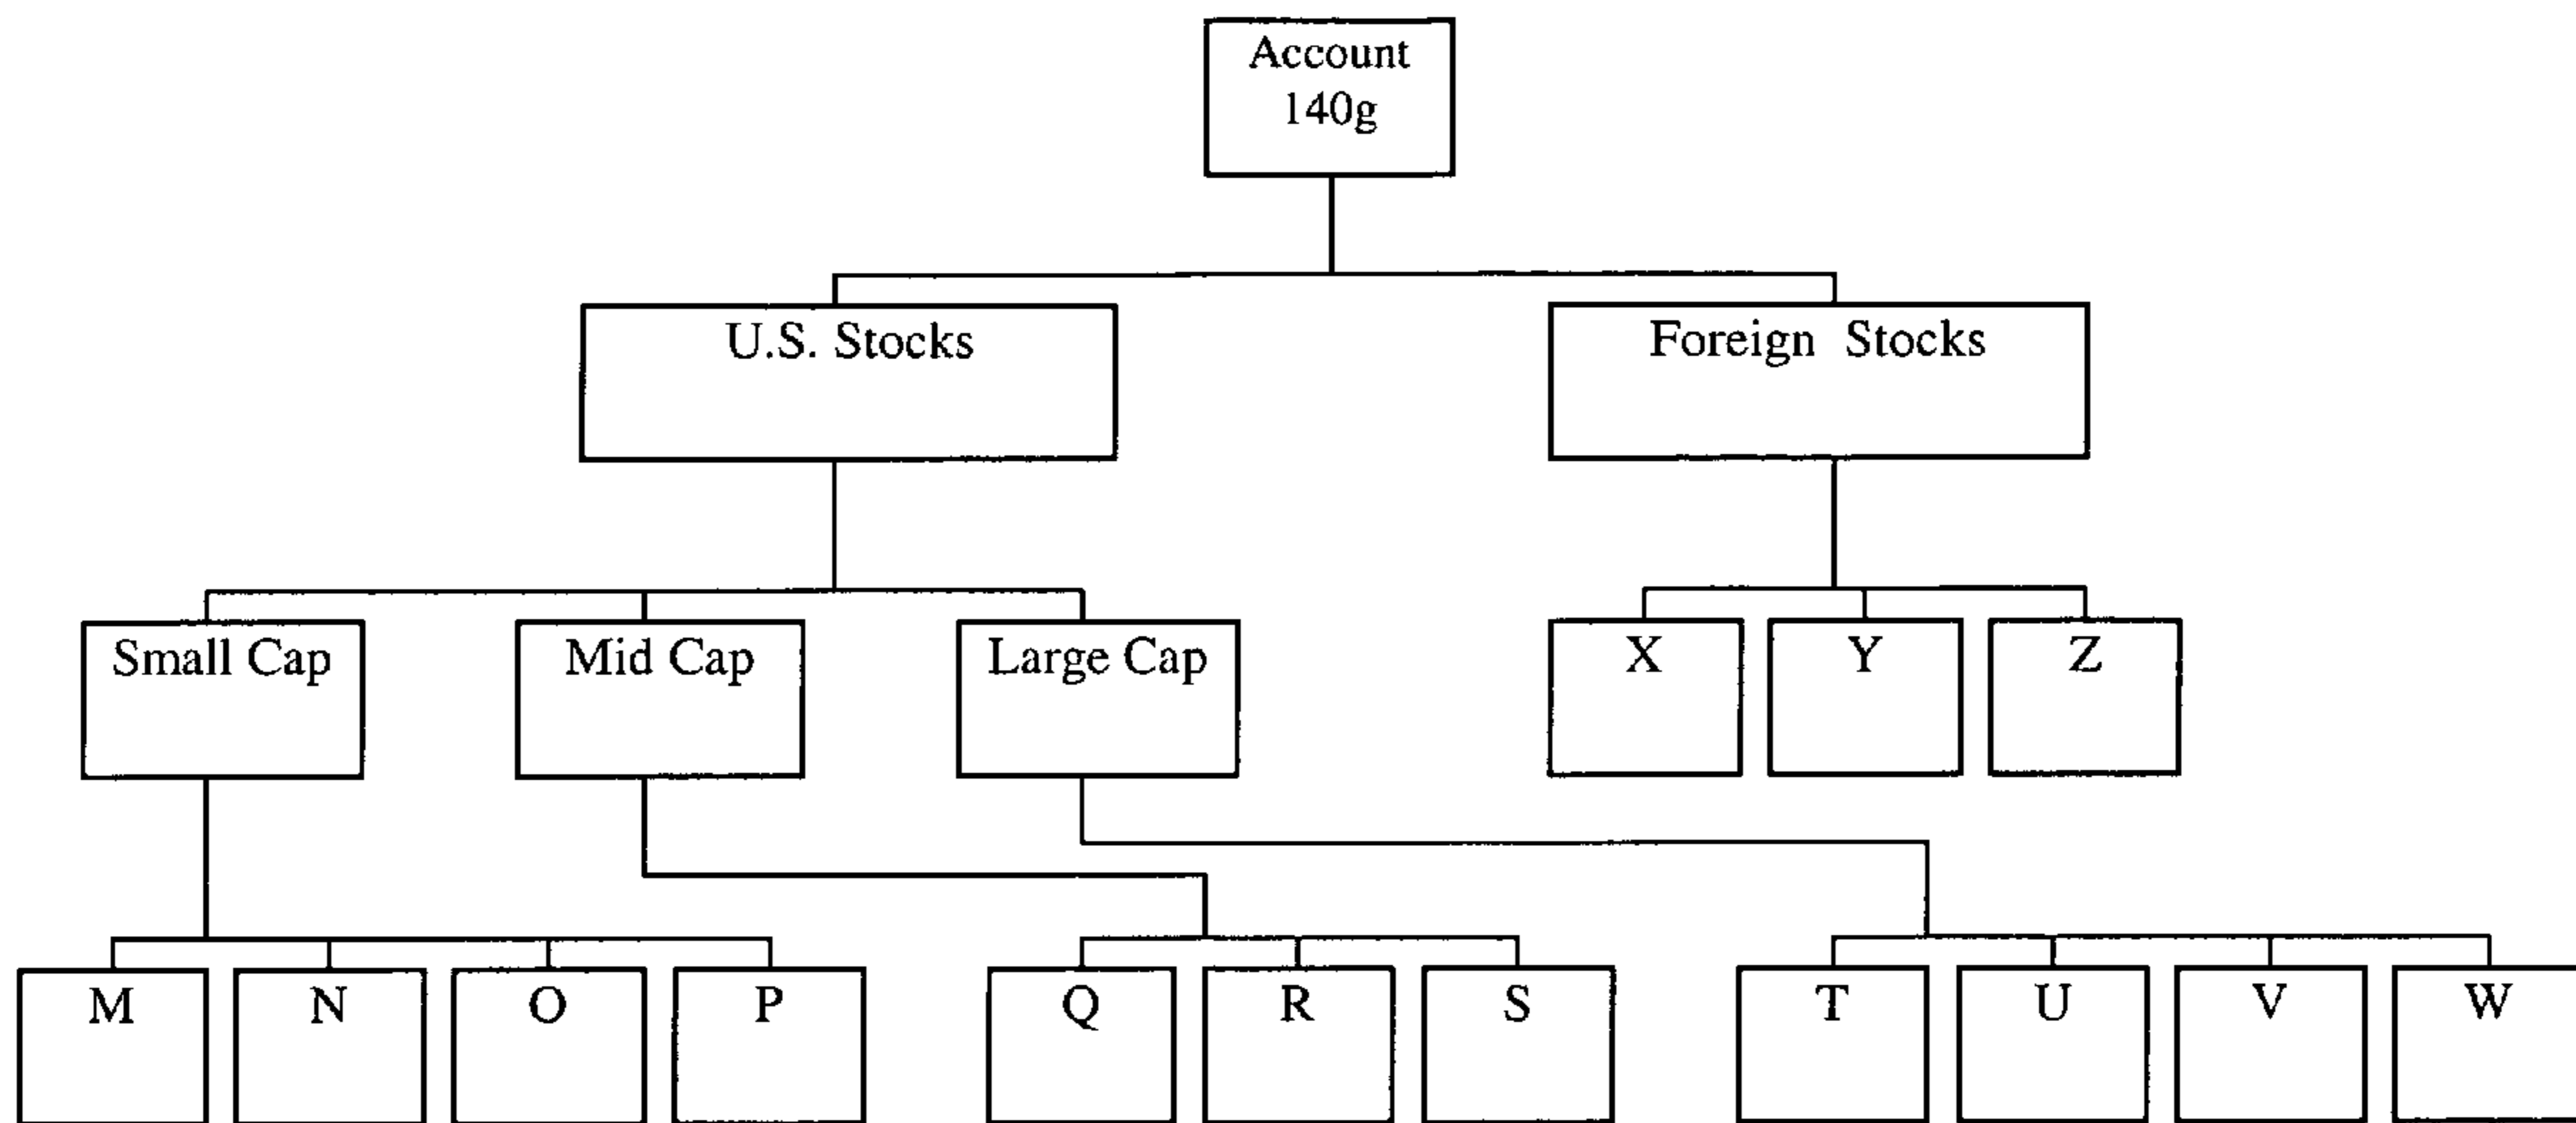 Account
140g
U.S. Stocks
Foreign Stocks
Small Cap
Mid Cap
Large Cap
X
Y
Z
M
N
O
P
Q
R
S
T
U
V
W